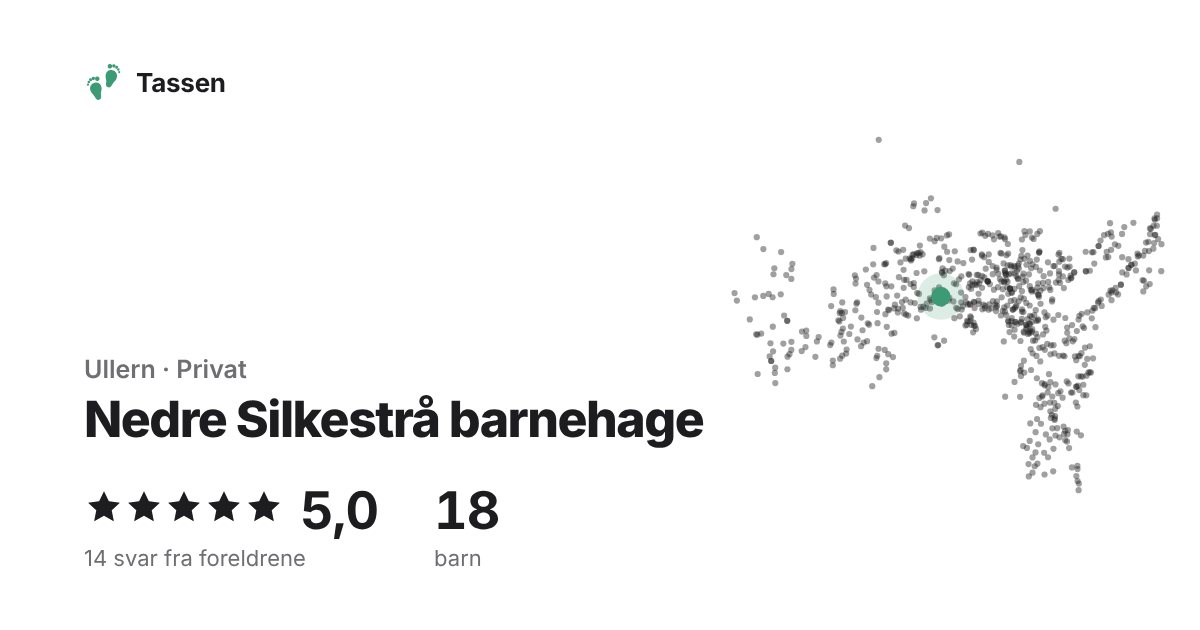 Tassen
Ullern · Privat
Nedre Silkestrå barnehage
5,0
14 svar fra foreldrene
18
barn